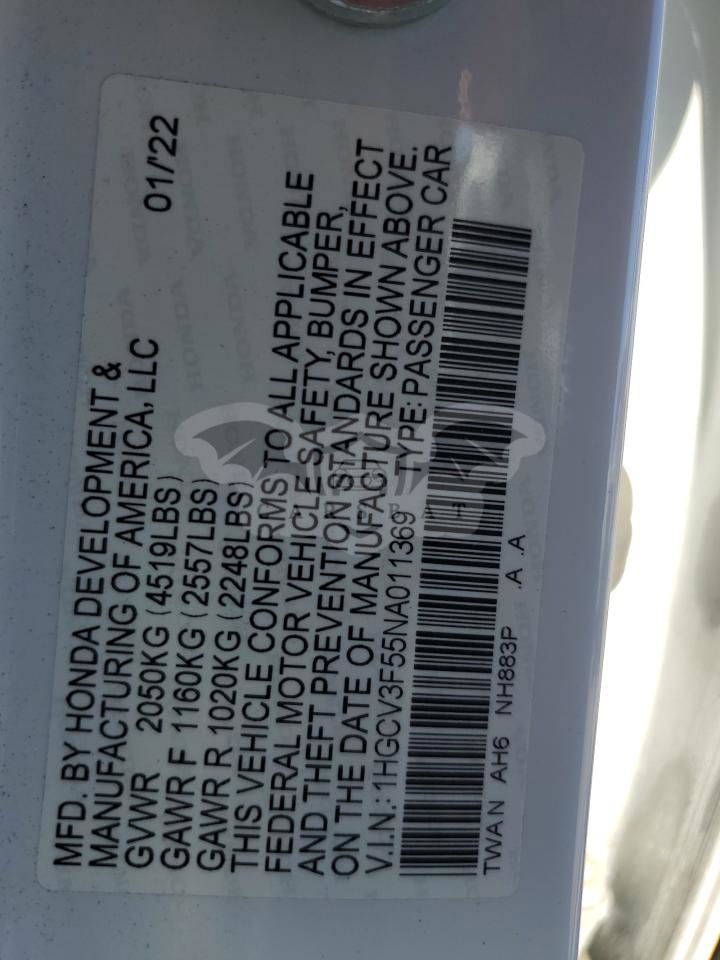 MFD. BY HONDA DEVELOPMENT &
MANUFACTURING OF AMERICA, LLC 01/'22
GVWR 2050KG (4519LBS)
GAWR F 1160KG (2557LBS)
GAWR R 1020KG (2248LBS)
THIS VEHICLE CONFORMS TO ALL APPLICABLE
FEDERAL MOTOR VEHICLE SAFETY, BUMPER,
AND THEFT PREVENTION STANDARDS IN EFFECT
ON THE DATE OF MANUFACTURE SHOWN ABOVE.
V.I.N.:1HGCV3F55NA011369 TYPE:PASSENGER CAR
TWAN AH6 NH883P .A .A